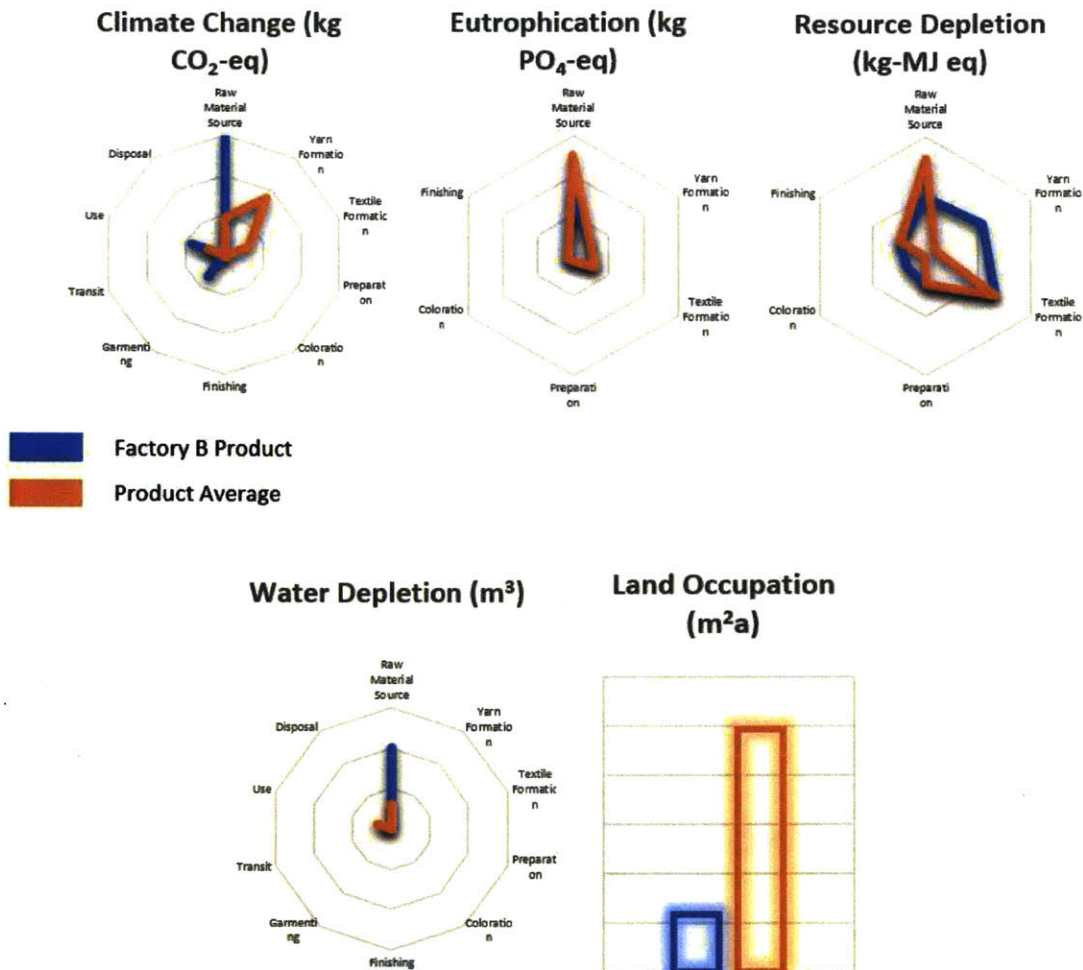 Climate Change (kg
CO₂-eq)
Raw
Material
Source
Yarn
Formatio
n
Textile
Formatic
n
Preparat
on
Coloratio
n
Finishing
Garmenti
ng
Transit
Use
Disposal
Eutrophication (kg
PO₄-eq)
Raw
Material
Source
Yarn
Formatio
n
Textile
Formatio
n
Preparati
on
Coloratio
n
Finishing
Resource Depletion
(kg-MJ eq)
Raw
Material
Source
Yarn
Formatio
n
Textile
Formatio
n
Preparati
on
Coloratio
n
Finishing
Factory B Product
Product Average
Water Depletion (m³)
Raw
Material
Source
Yarn
Formatio
n
Textile
Formatic
n
Preparat
on
Coloratio
n
Finishing
Garmenti
ng
Transit
Use
Disposal
Land Occupation
(m²a)